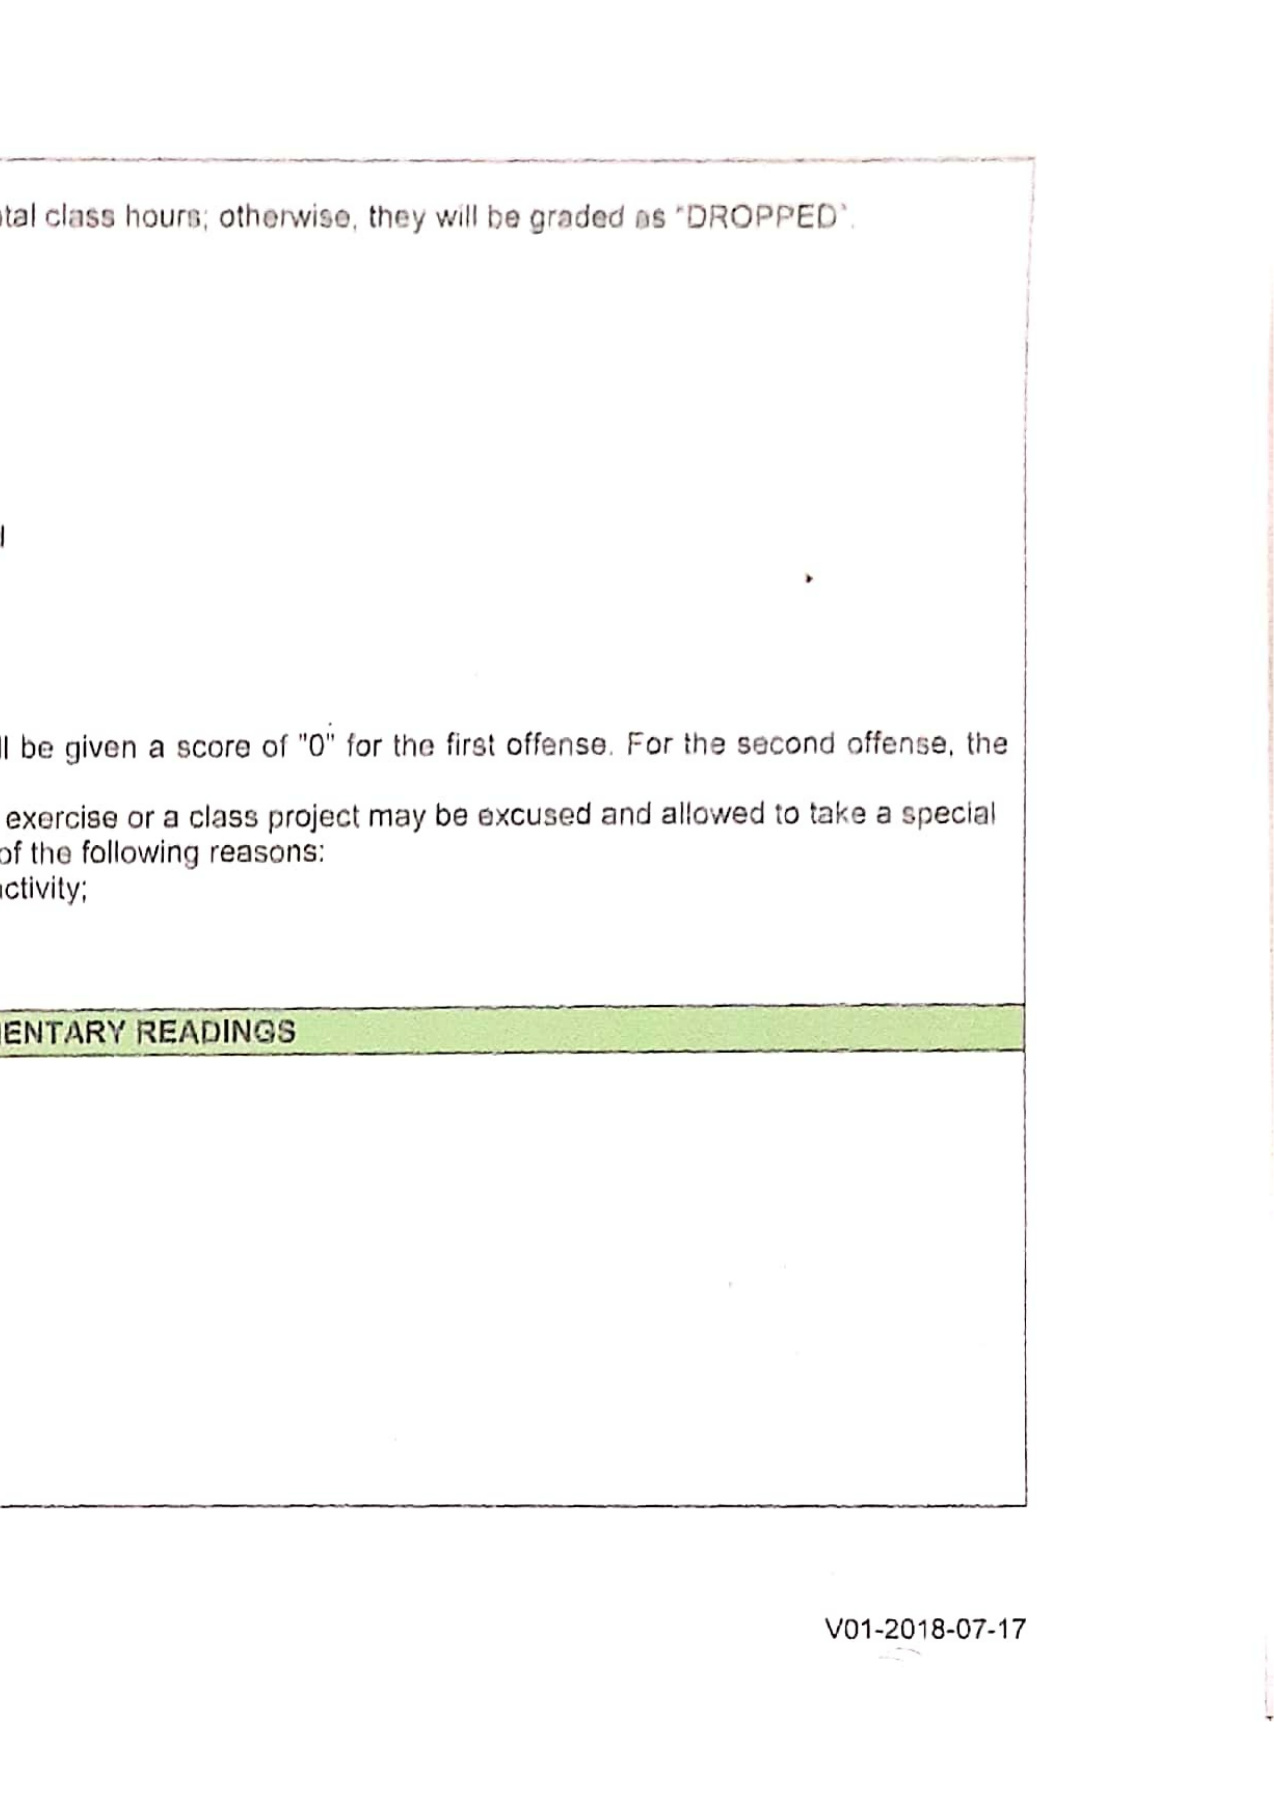 tal class hours; otherwise, they will be graded as "DROPPED".
l be given a score of "0" for the first offense. For the second offense, the
exercise or a class project may be excused and allowed to take a special
of the following reasons:
ctivity;
ENTARY READINGS
V01-2018-07-17